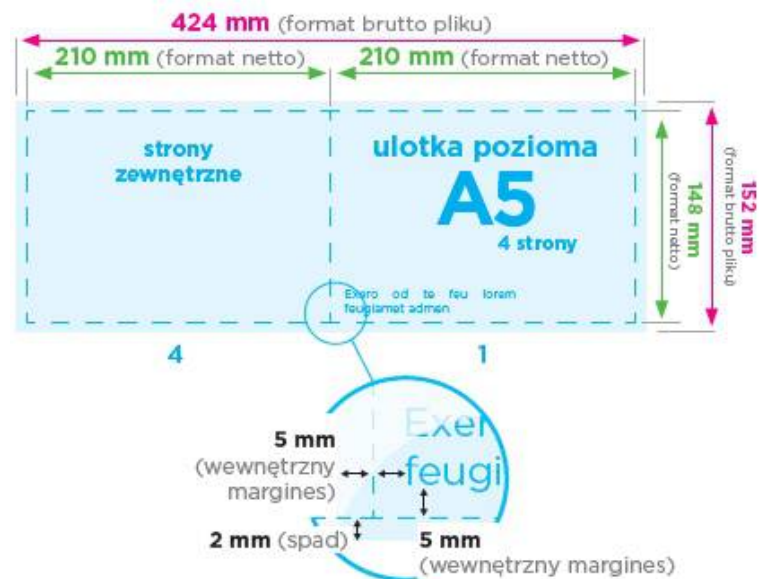 424 mm (format brutto pliku)
210 mm (format netto)
210 mm (format netto)
strony
zewnętrzne
ulotka pozioma
A5
4 strony
Exero od te feu lorem
feugiamet admen
148 mm
(format netto)
152 mm
(format brutto pliku)
4
1
Exer
feugi
5 mm
(wewnętrzny
margines)
2 mm (spad)
5 mm
(wewnętrzny margines)